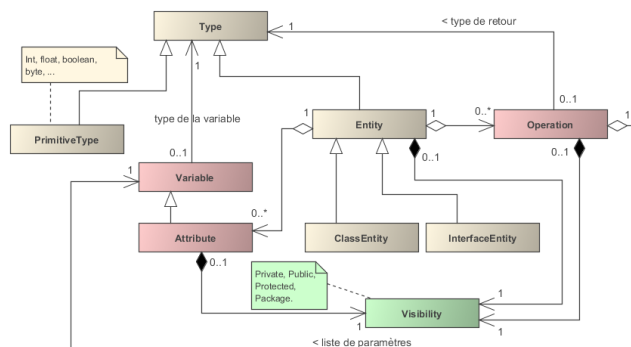 Type
1
< type de retour
Int, float, boolean,
byte, ...
1
type de la variable
0..1
PrimitiveType
1
Entity
1
0..*
Operation
1
0..1
0..1
0..1
1
Variable
0..*
Attribute
ClassEntity
InterfaceEntity
0..1
Private, Public,
Protected,
Package.
1
Visibility
1
1
< liste de paramètres